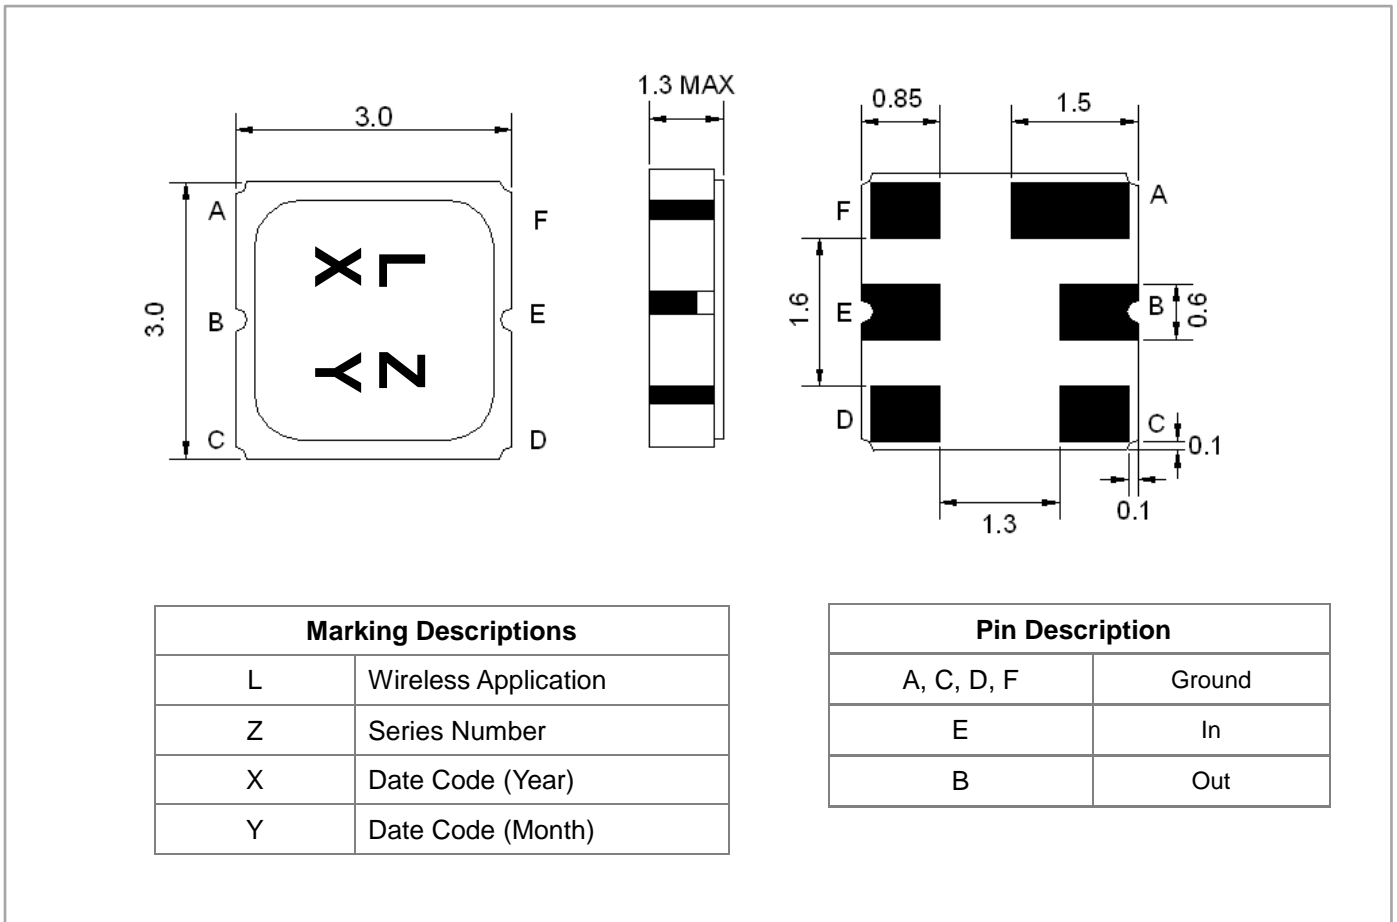 1.3 MAX
3.0
0.85
1.5
A
F
L
X
3.0
B
E
Z
Y
C
D
F
A
1.6
E
B
0.6
D
C
0.1
0.1
1.3
Marking Descriptions
L Wireless Application
Z Series Number
X Date Code (Year)
Y Date Code (Month)
Pin Description
A, C, D, F Ground
E In
B Out